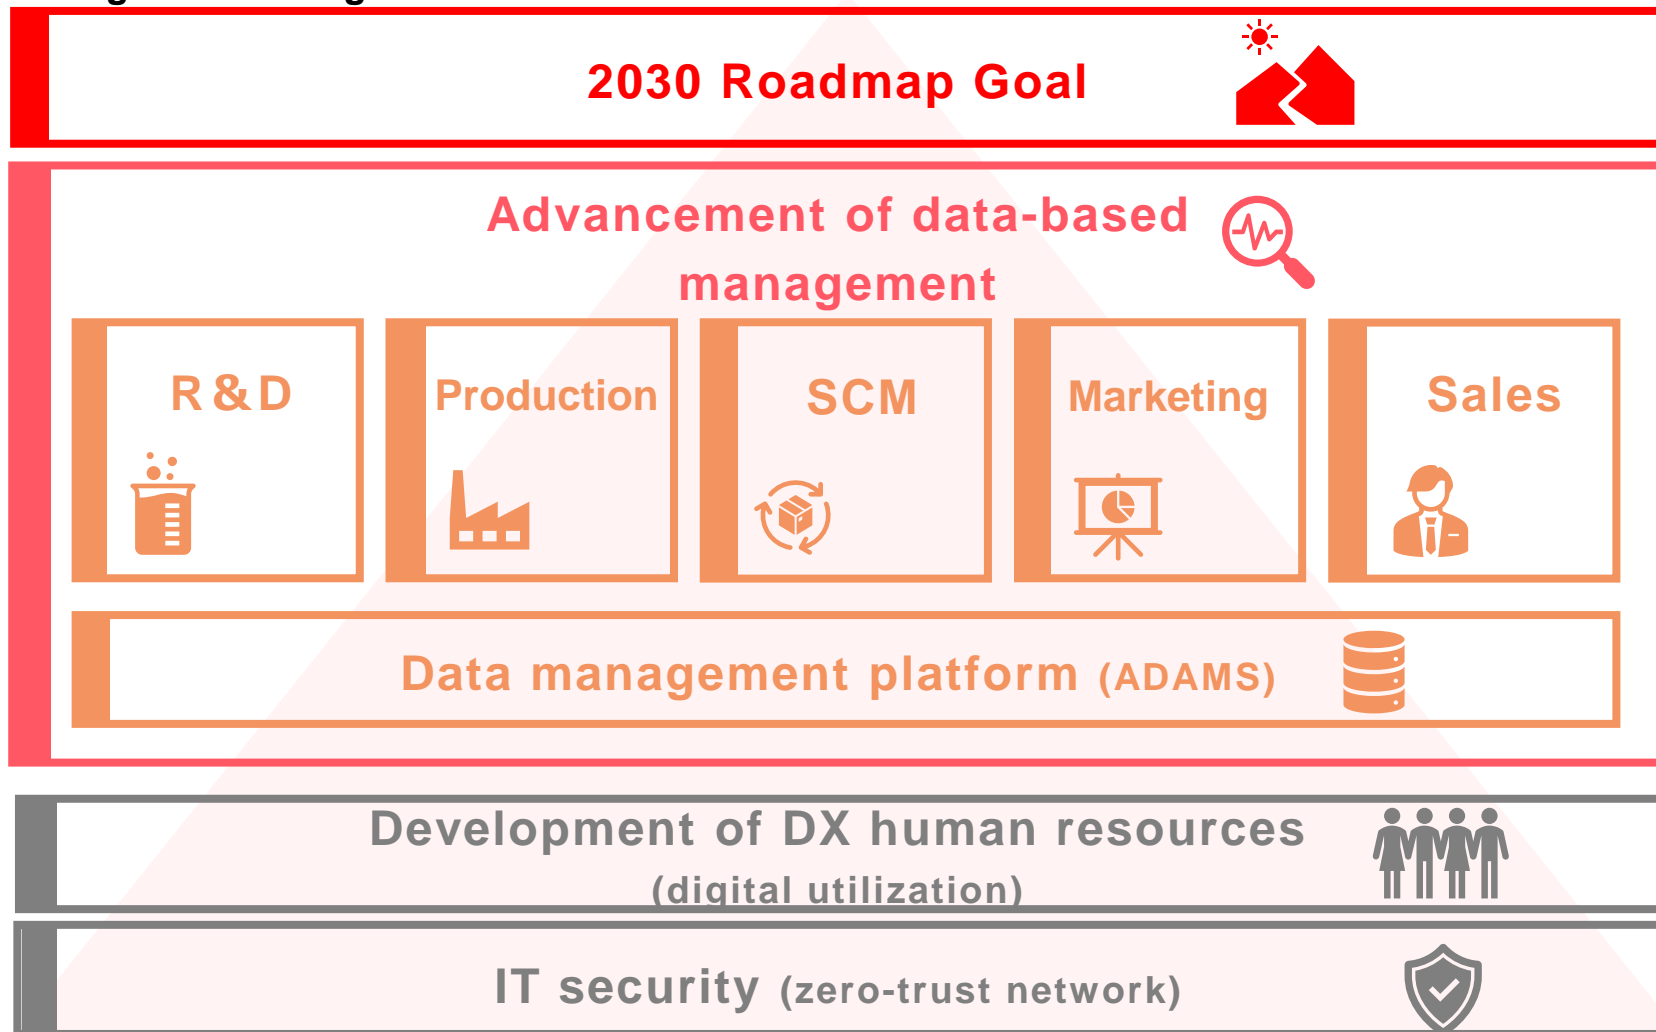 2030 Roadmap Goal
Advancement of data-based
management
R&D
Production
SCM
Marketing
Sales
Data management platform (ADAMS)
Development of DX human resources
(digital utilization)
IT security (zero-trust network)